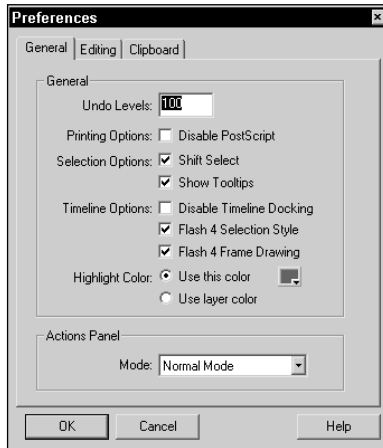 Preferences
General Editing Clipboard
General
Undo Levels: 100
Printing Options: Disable PostScript
Selection Options: Shift Select
Show Tooltips
Timeline Options: Disable Timeline Docking
Flash 4 Selection Style
Flash 4 Frame Drawing
Highlight Color: Use this color
Use layer color
Actions Panel
Mode: Normal Mode
OK Cancel Help